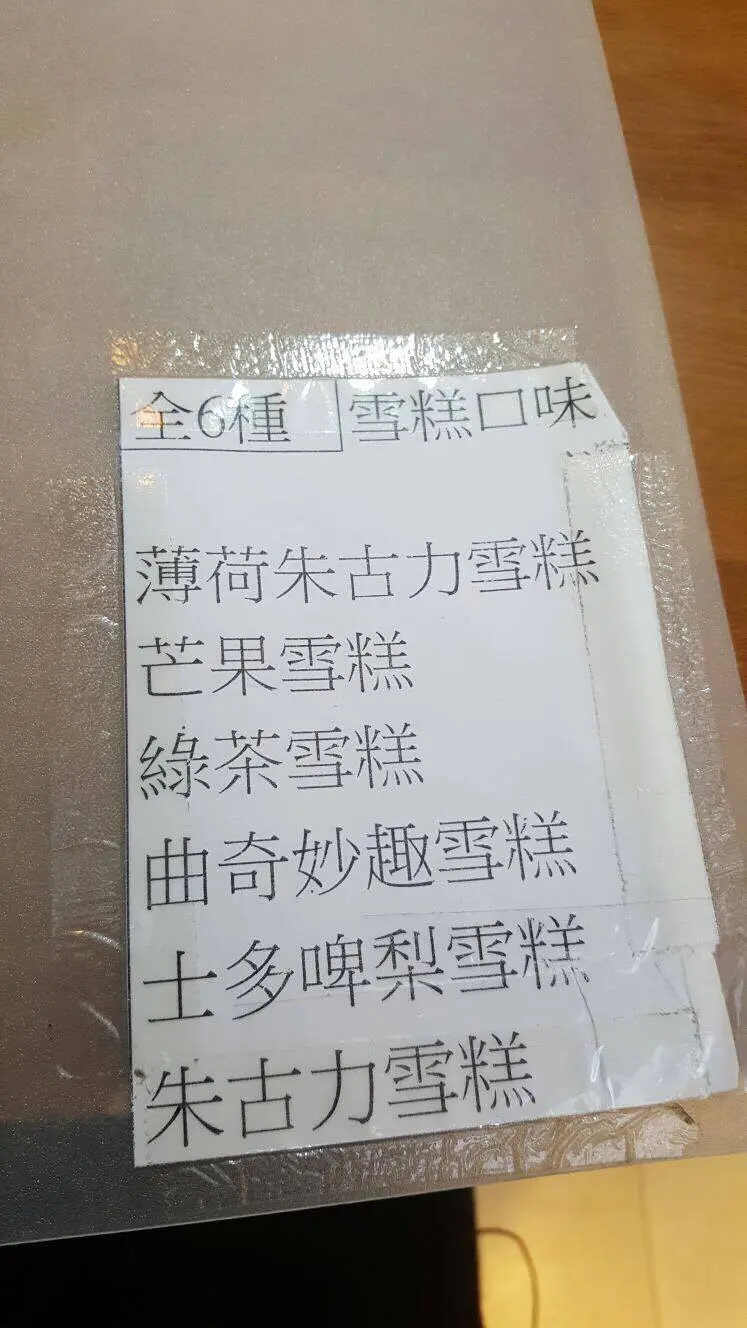 全6種 雪糕口味
薄荷朱古力雪糕
芒果雪糕
綠茶雪糕
曲奇妙趣雪糕
士多啤梨雪糕
朱古力雪糕